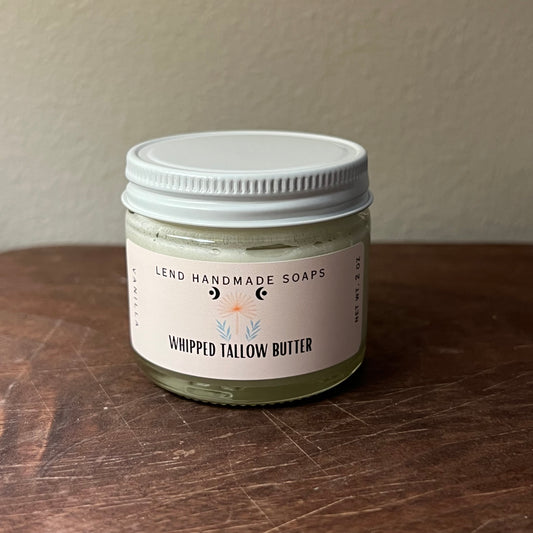 LEND HANDMADE SOAPS
WHIPPED TALLOW BUTTER
VANILLA
NET WT. 2 OZ